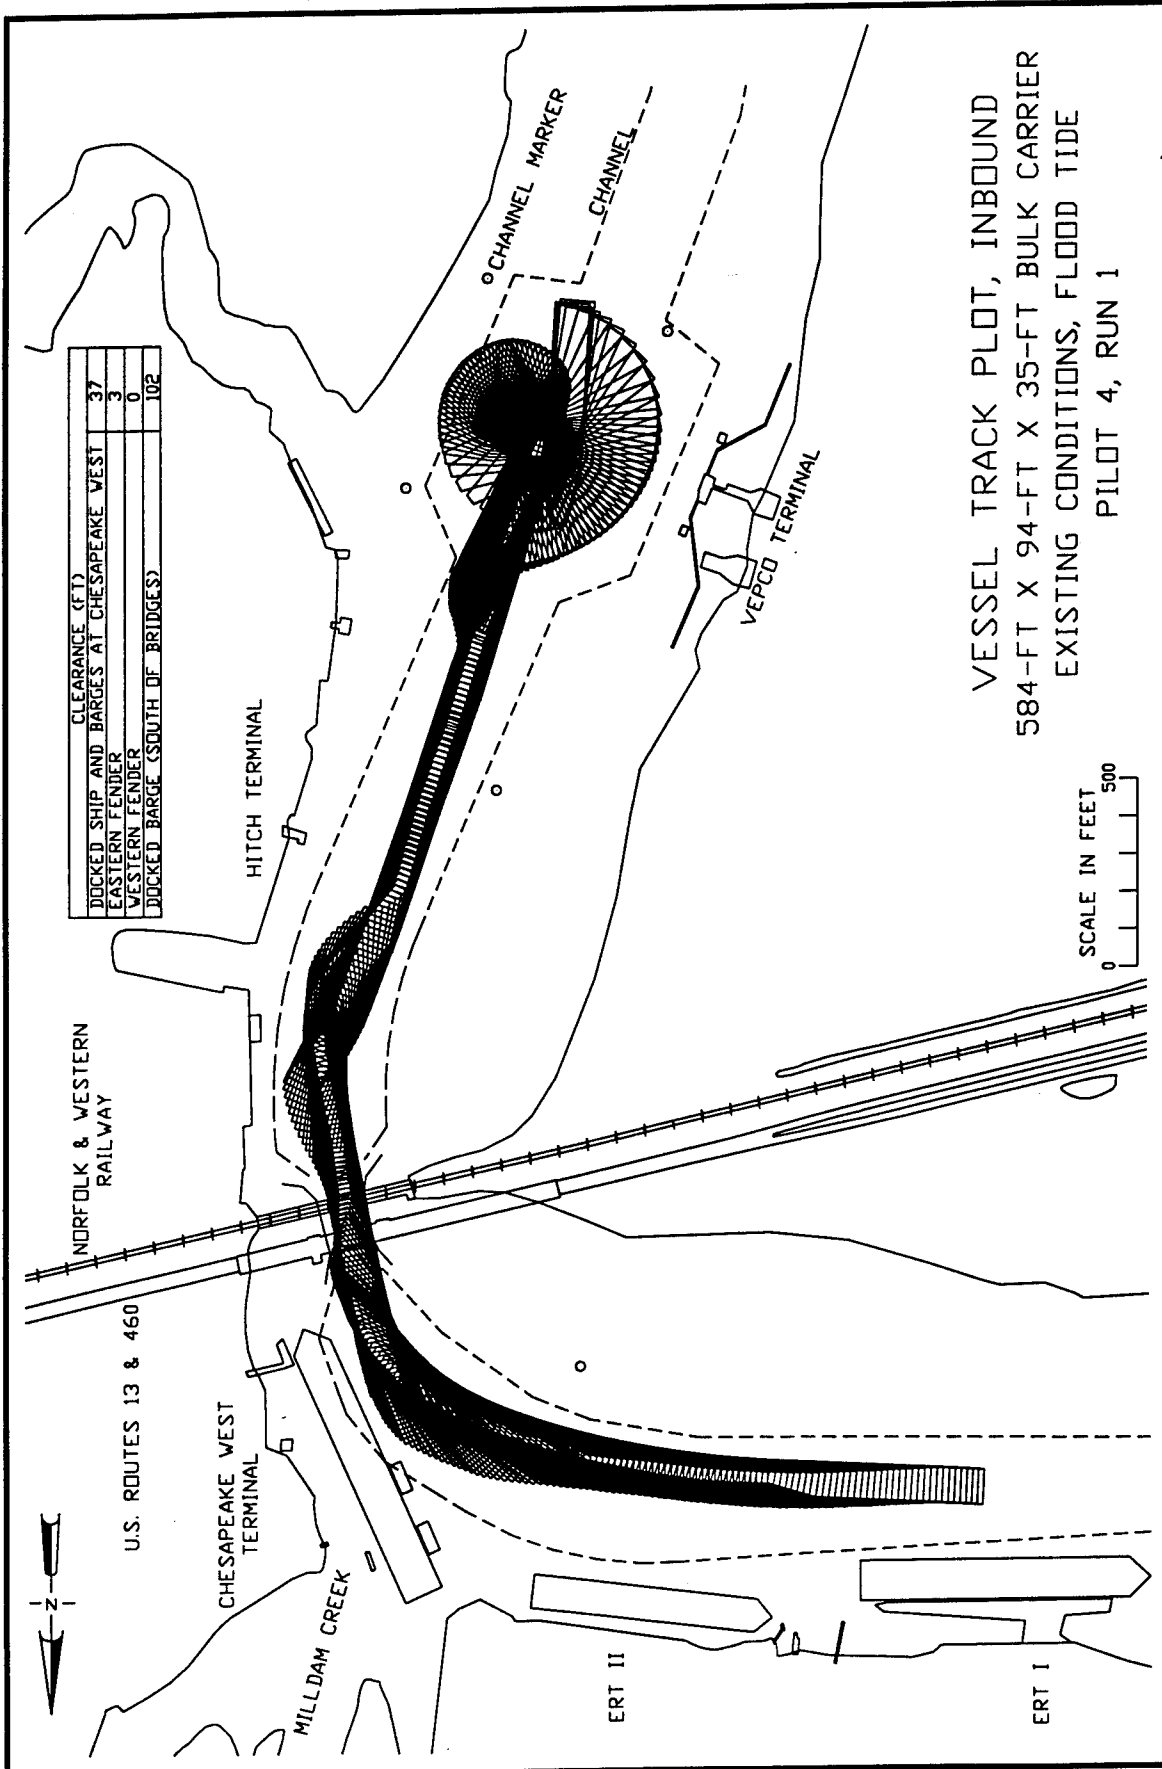 CLEARANCE (FT)
DOCKED SHIP AND BARGES AT CHESAPEAKE WEST 37
EASTERN FENDER 3
WESTERN FENDER 0
DOCKED BARGE (SOUTH OF BRIDGES) 102
N
U.S. ROUTES 13 & 460
NORFOLK & WESTERN
RAILWAY
HITCH TERMINAL
CHANNEL MARKER
CHANNEL
CHESAPEAKE WEST
TERMINAL
MILLDAM CREEK
VEPCO TERMINAL
ERT II
ERT I
SCALE IN FEET
0 500
VESSEL TRACK PLOT, INBOUND
584-FT X 94-FT X 35-FT BULK CARRIER
EXISTING CONDITIONS, FLOOD TIDE
PILOT 4, RUN 1